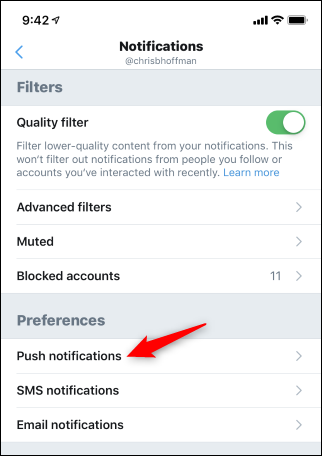 9:42
Notifications
@chrisbhoffman
Filters
Quality filter
Filter lower-quality content from your notifications. This
won't filter out notifications from people you follow or
accounts you've interacted with recently. Learn more
Advanced filters
Muted
Blocked accounts 11
Preferences
Push notifications
SMS notifications
Email notifications